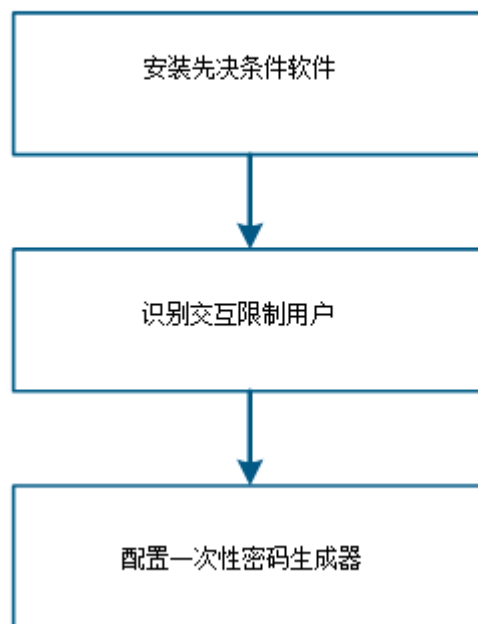 安装先决条件软件
识别交互限制用户
配置一次性密码生成器